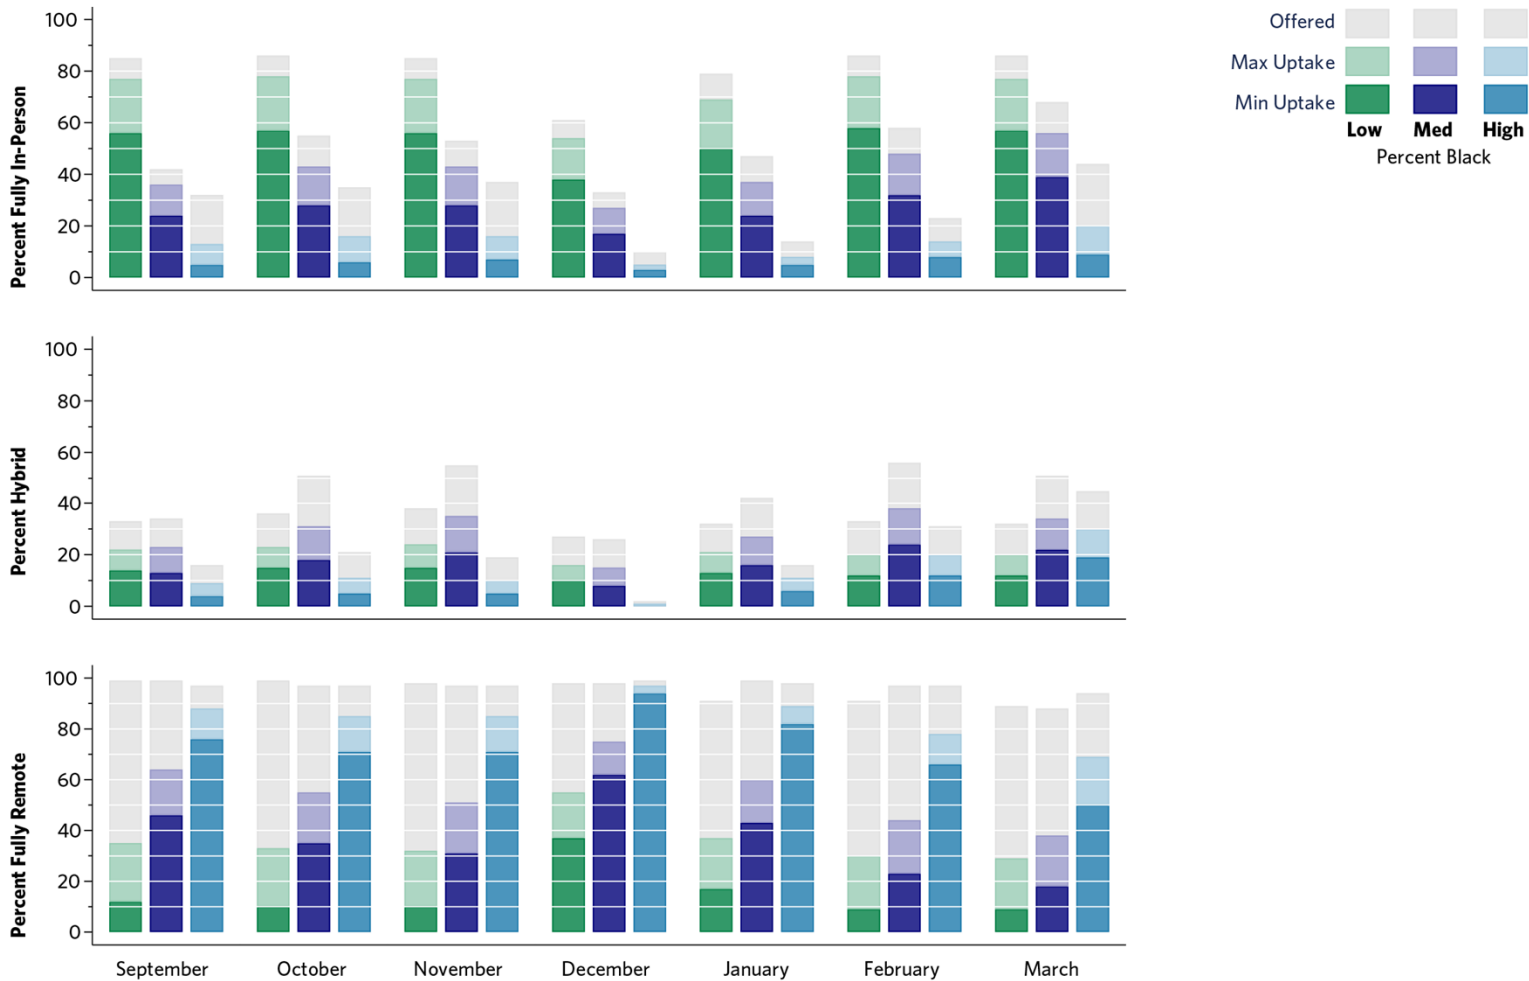 Offered
Max Uptake
Min Uptake
Low Med High
Percent Black
Percent Fully In-Person
100
80
60
40
20
0
Percent Hybrid
100
80
60
40
20
0
Percent Fully Remote
100
80
60
40
20
0
September October November December January February March